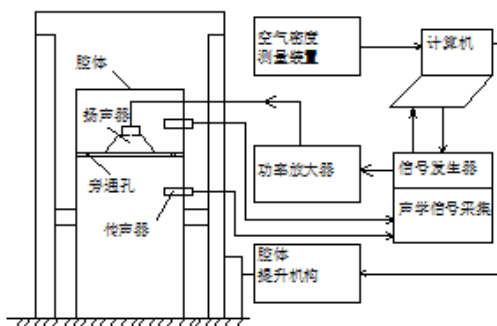 空气密度
测量装置
计算机
腔体
扬声器
功率放大器
信号发生器
旁通孔
声学信号采集
传声器
腔体
提升机构